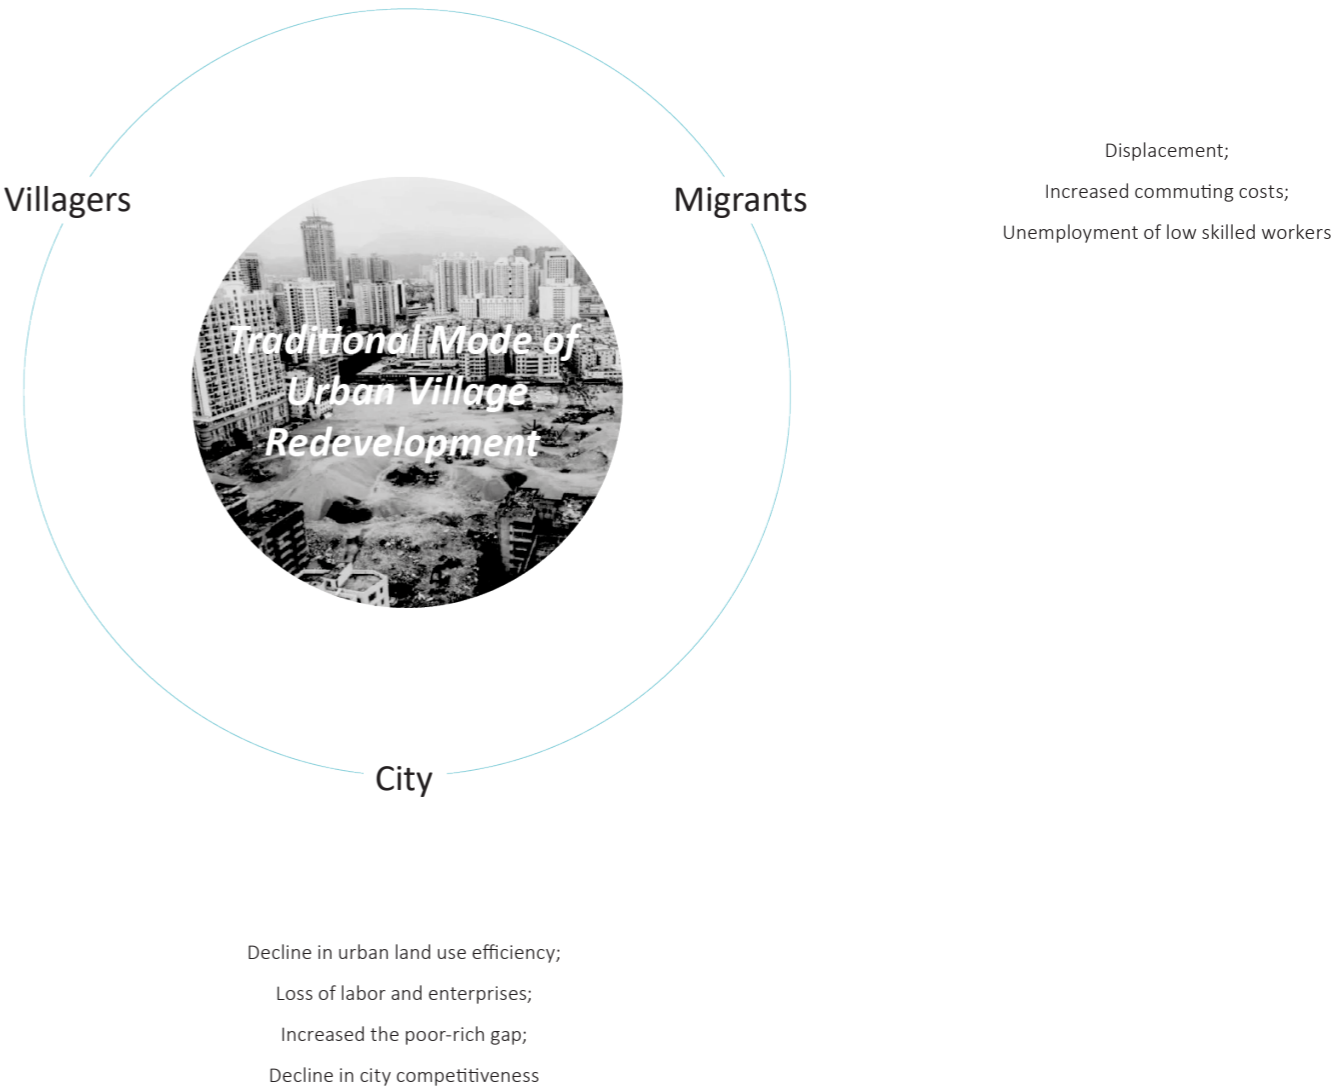 Villagers
Migrants
Displacement;
Increased commuting costs;
Unemployment of low skilled workers
Traditional Mode of
Urban Village
Redevelopment
City
Decline in urban land use efficiency;
Loss of labor and enterprises;
Increased the poor-rich gap;
Decline in city competitiveness